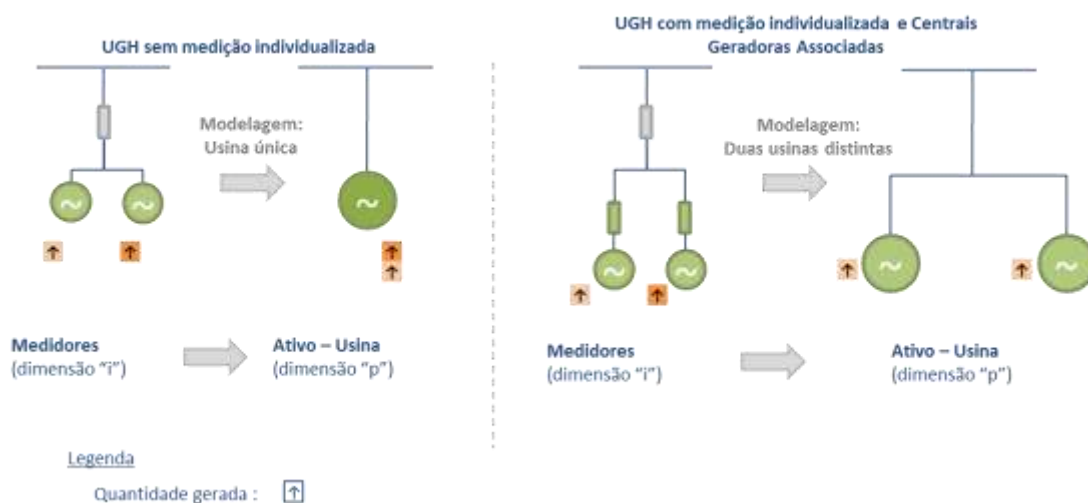 UGH sem medição individualizada
Modelagem:
Usina única
Medidores
(dimensão “i”)
Ativo – Usina
(dimensão “p”)
UGH com medição individualizada e Centrais
Geradoras Associadas
Modelagem:
Duas usinas distintas
Medidores
(dimensão “i”)
Ativo – Usina
(dimensão “p”)
Legenda
Quantidade gerada :